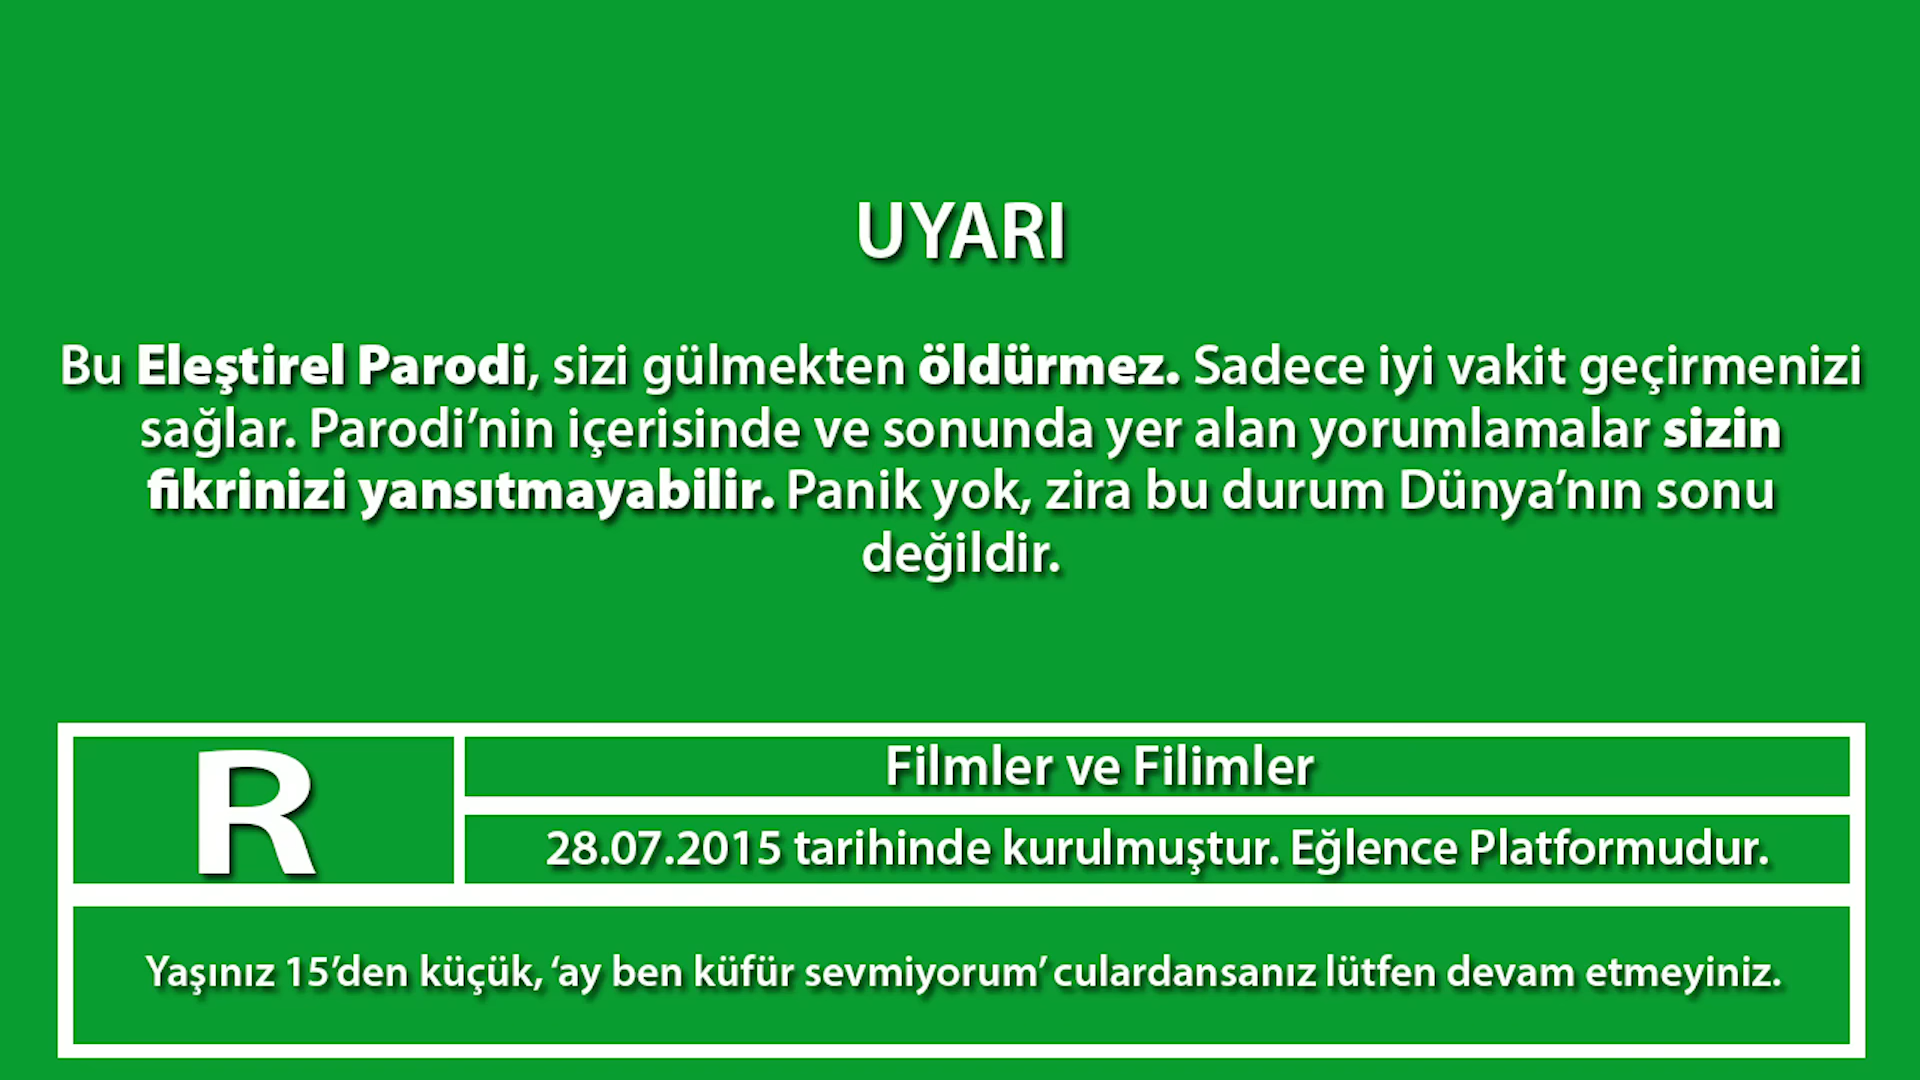 UYARI
Bu Eleştirel Parodi, sizi gülmekten öldürmez. Sadece iyi vakit geçirmenizi
sağlar. Parodi’nin içerisinde ve sonunda yer alan yorumlamalar sizin
fikrinizi yansıtmayabilir. Panik yok, zira bu durum Dünya’nın sonu
değildir.
R
Filmler ve Filimler
28.07.2015 tarihinde kurulmuştur. Eğlence Platformudur.
Yaşınız 15’den küçük, ‘ay ben küfür sevmiyorum’ culardansanız lütfen devam etmeyiniz.